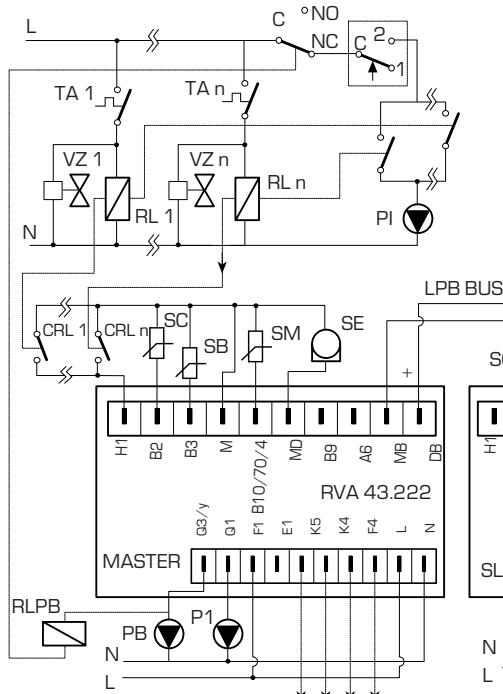 L
C
NO
NC
C
2
1
TA 1
TA n
VZ 1
VZ n
RL 1
RL n
PI
N
LPB BUS
CRL 1
CRL n
SC
SB
SM
SE
+
H1
B2
B3
M
B10/70/4
MD
B9
A6
MB
DB
H1
RVA 43.222
MASTER
Q3/y
Q1
F1
E1
K5
K4
F4
L
N
SL
RLPB
PB
P1
N
L
N
L